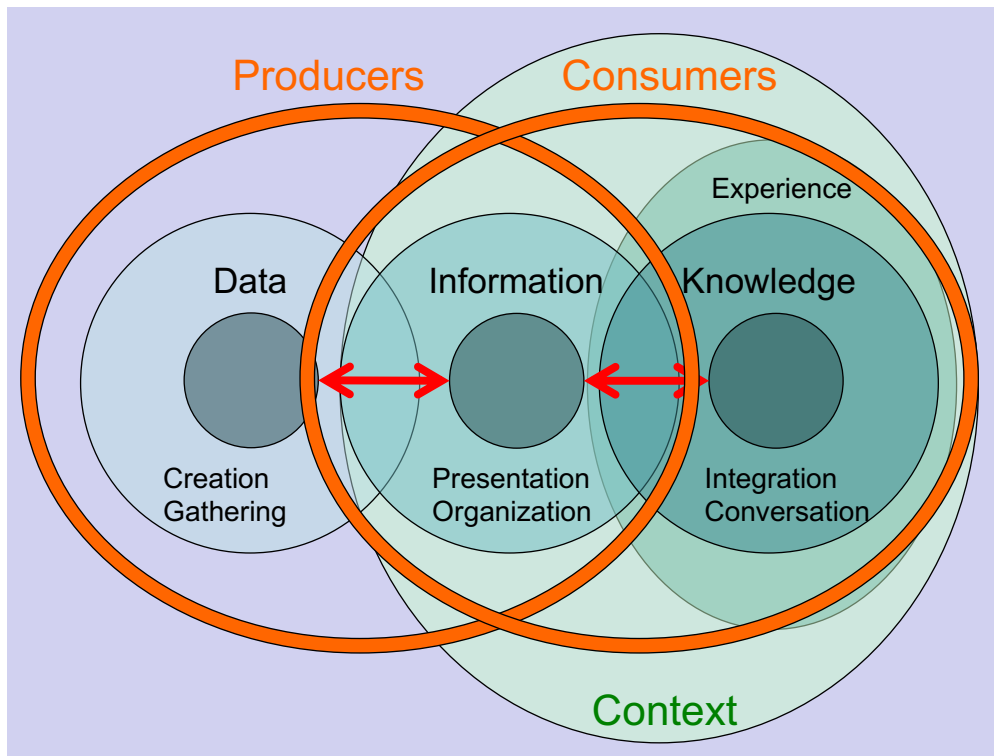 Producers
Consumers
Experience
Data
Information
Knowledge
Creation
Gathering
Presentation
Organization
Integration
Conversation
Context